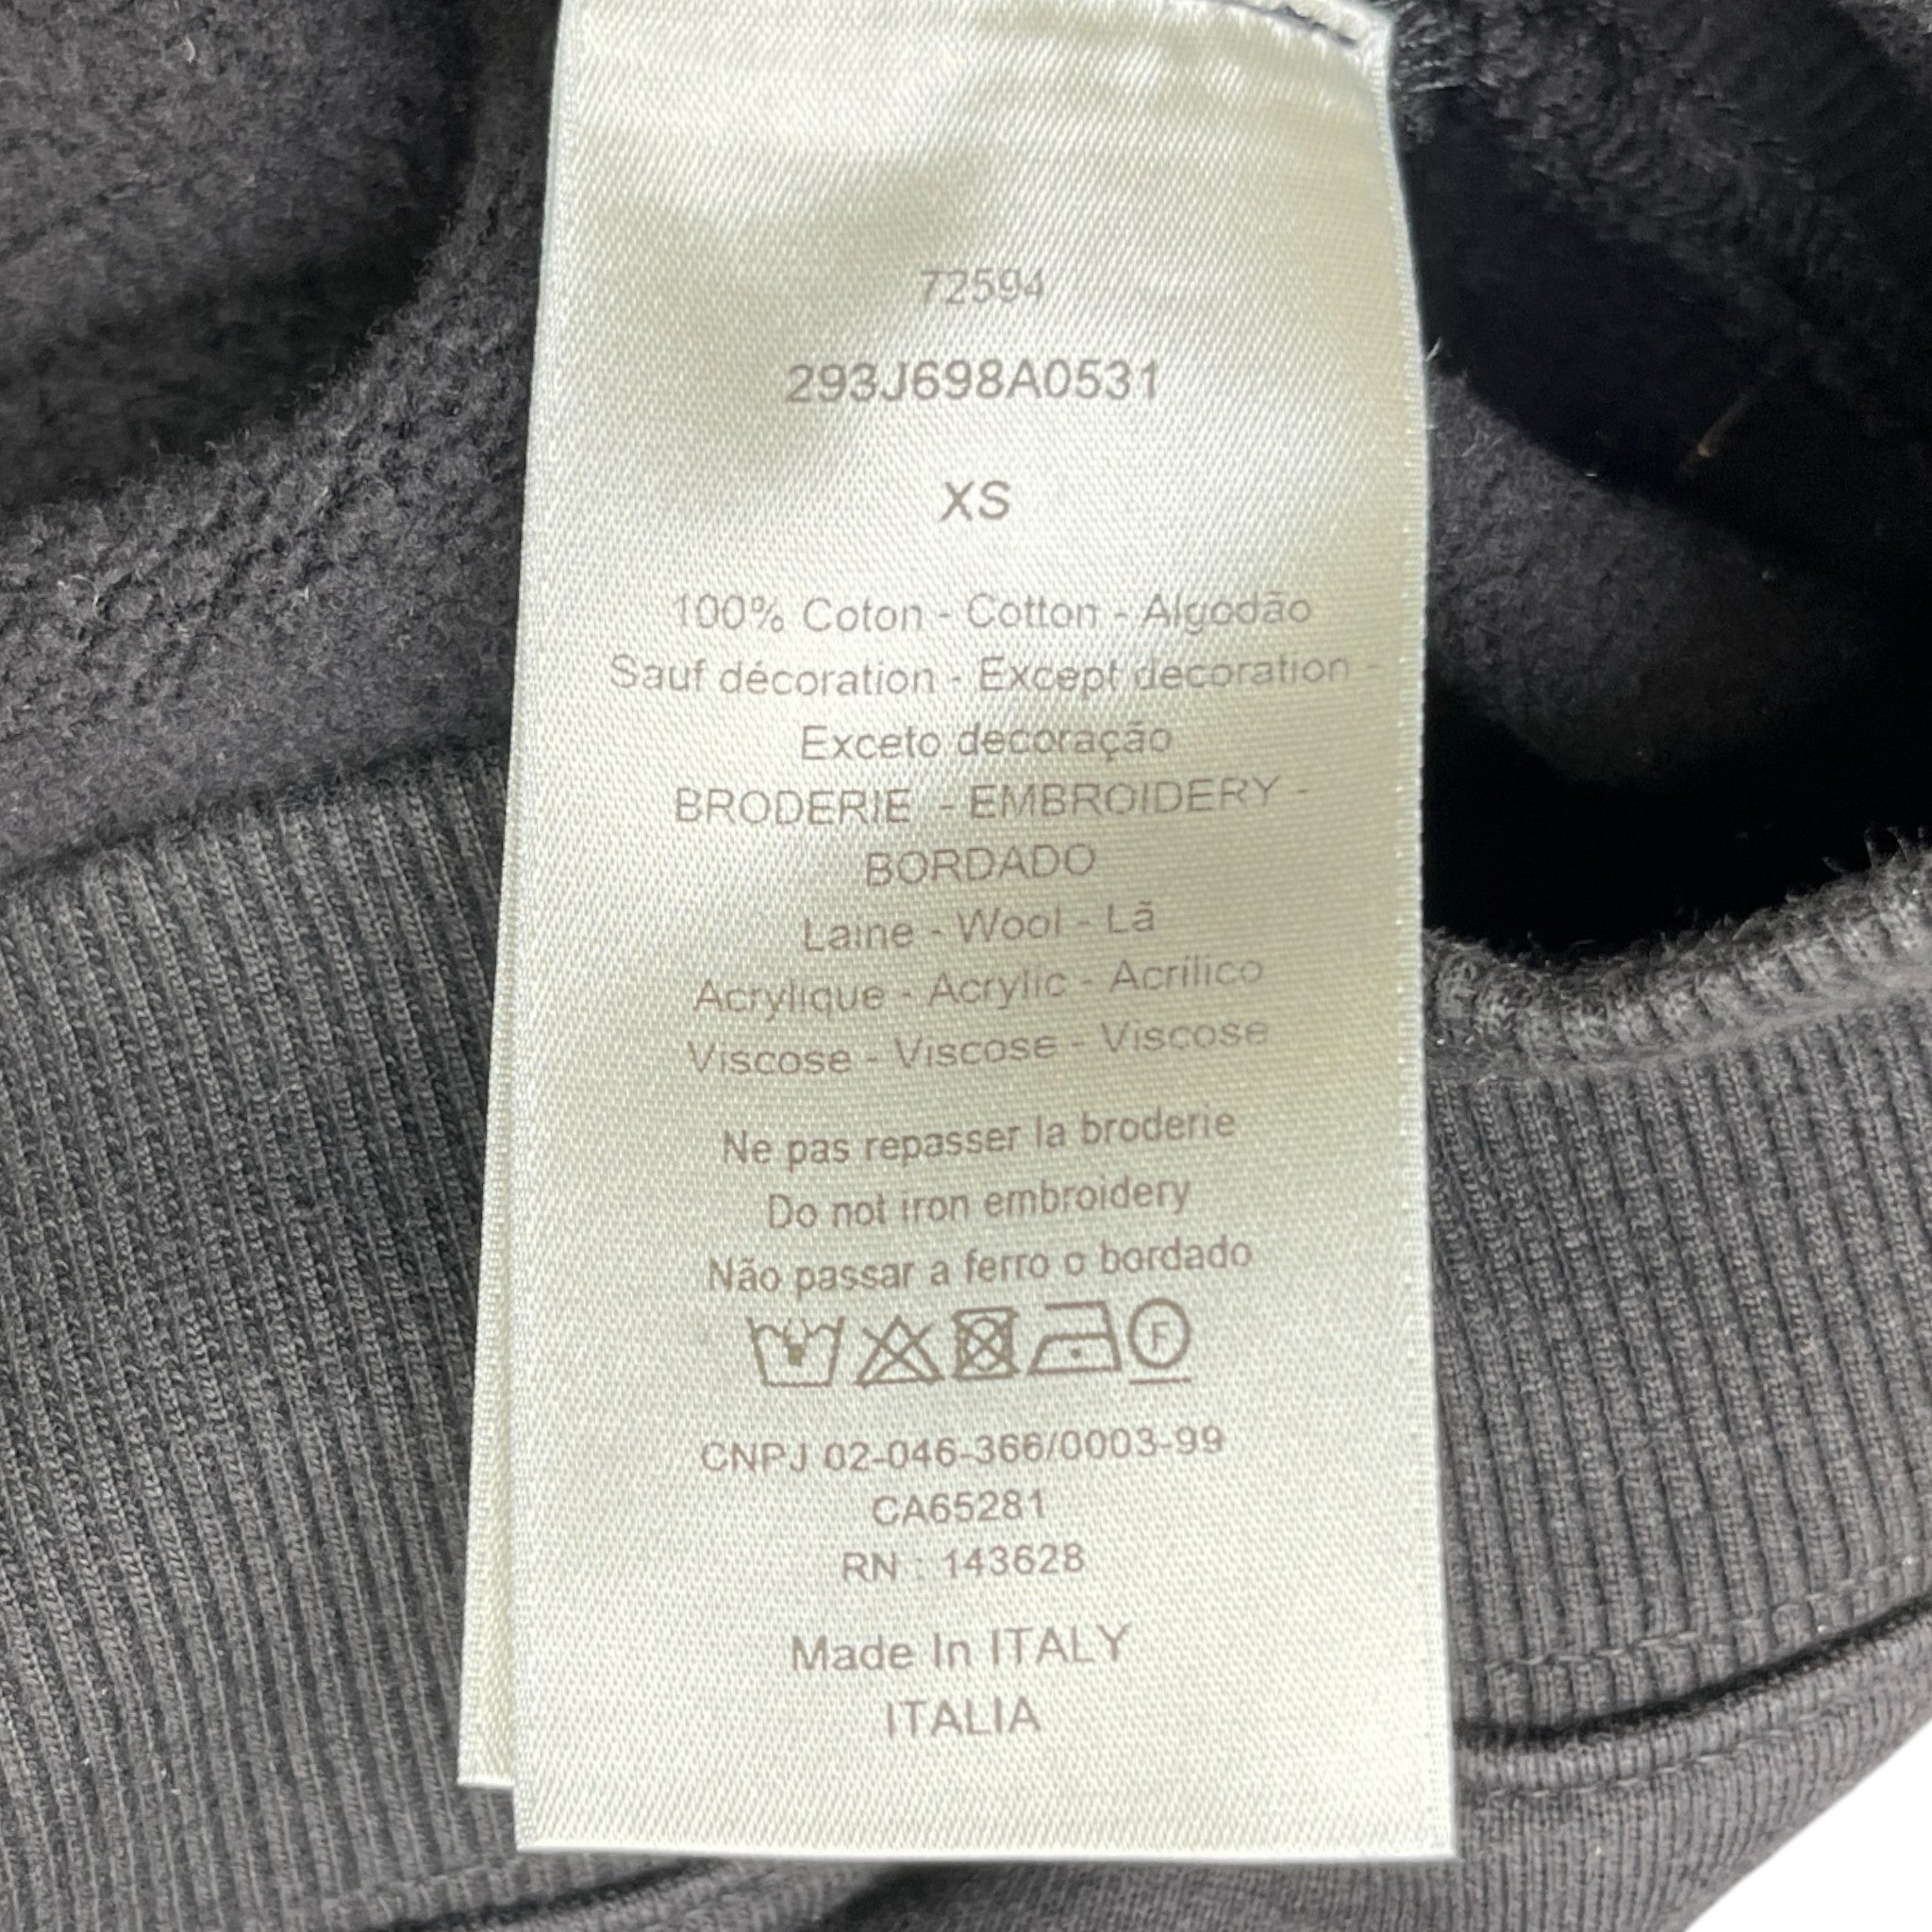 72594
293J698A0531
XS
100% Coton - Cotton - Algodão
Sauf décoration - Except decoration -
Exceto decoração
BRODERIE - EMBROIDERY -
BORDADO
Laine - Wool - Lã
Acrylique - Acrylic - Acrílico
Viscose - Viscose - Viscose
Ne pas repasser la broderie
Do not iron embroidery
Não passar a ferro o bordado
F
CNPJ 02-046-366/0003-99
CA65281
RN : 143628
Made In ITALY
ITALIA